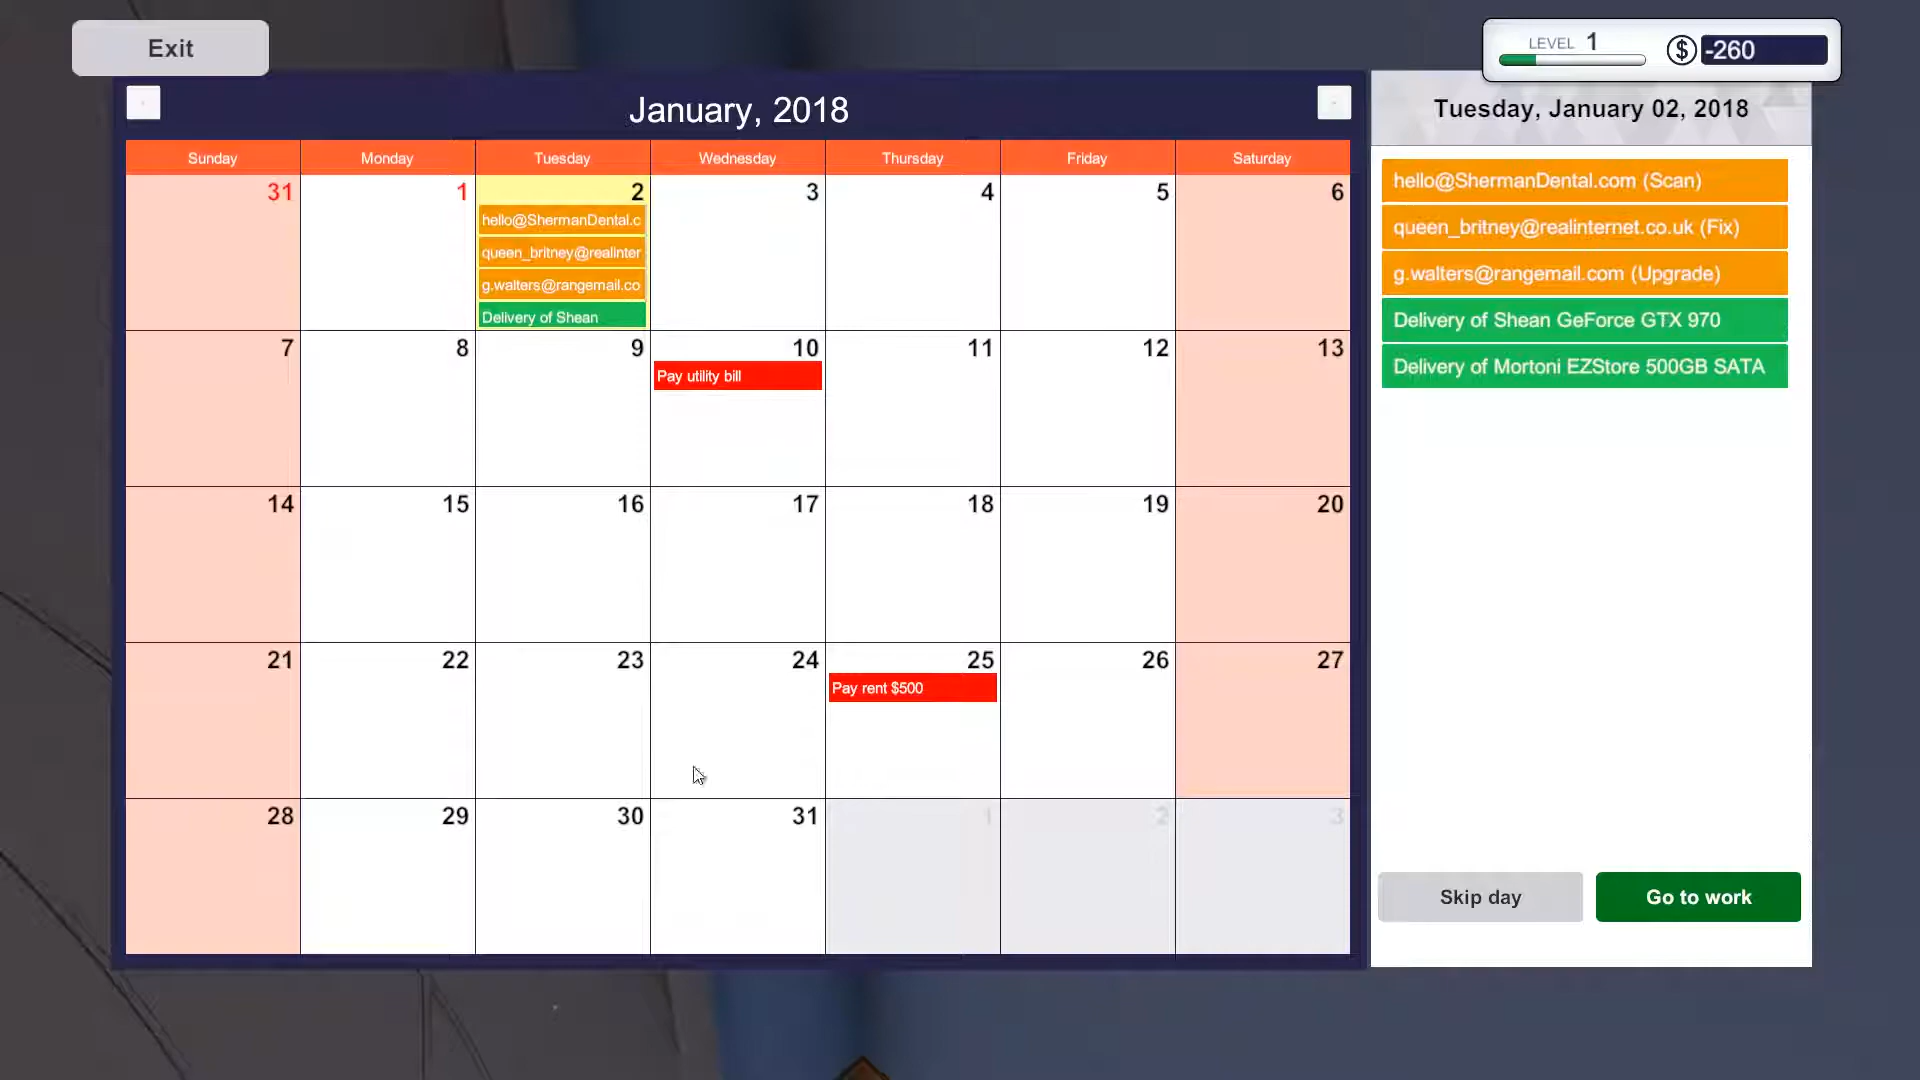 Exit
LEVEL 1
$ -260
January, 2018
Tuesday, January 02, 2018
Sunday Monday Tuesday Wednesday Thursday Friday Saturday
31 1 2 3 4 5 6
hello@ShermanDental.c
queen_britney@realinter
g.walters@rangemail.co
Delivery of Shean
7 8 9 10 11 12 13
Pay utility bill
14 15 16 17 18 19 20
21 22 23 24 25 26 27
Pay rent $500
28 29 30 31 1 2 3
hello@ShermanDental.com (Scan)
queen_britney@realinternet.co.uk (Fix)
g.walters@rangemail.com (Upgrade)
Delivery of Shean GeForce GTX 970
Delivery of Mortoni EZStore 500GB SATA
Skip day
Go to work